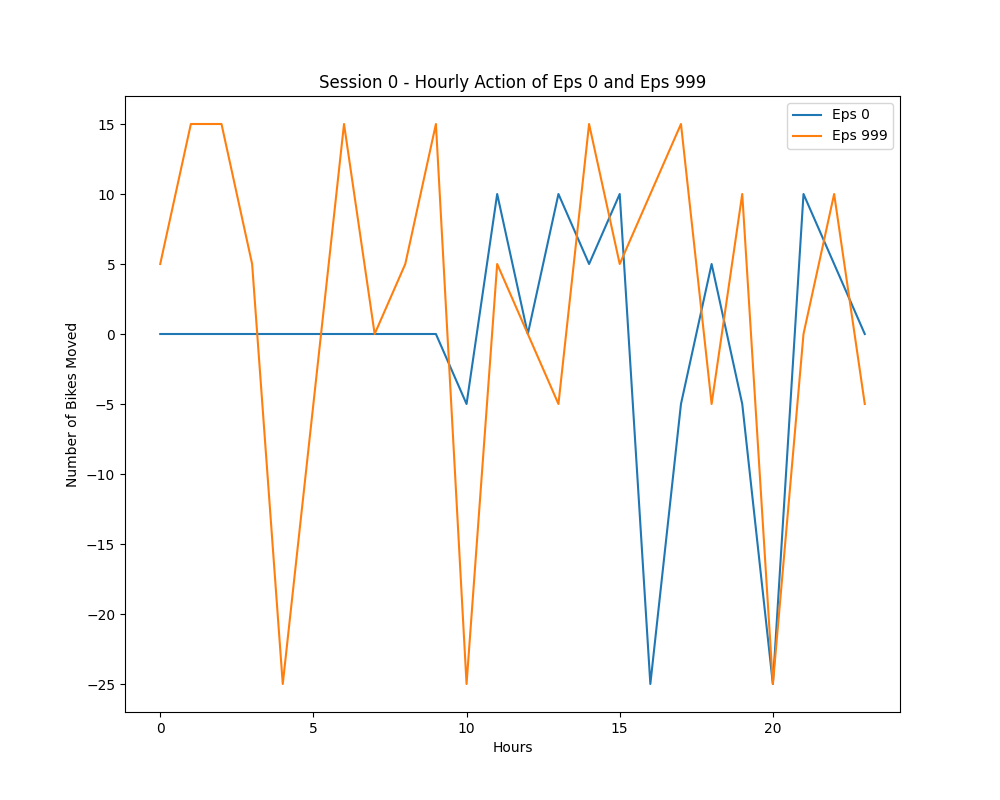 Session 0 - Hourly Action of Eps 0 and Eps 999
Eps 0
Eps 999
15
10
5
0
−5
−10
−15
−20
−25
Number of Bikes Moved
0 5 10 15 20
Hours